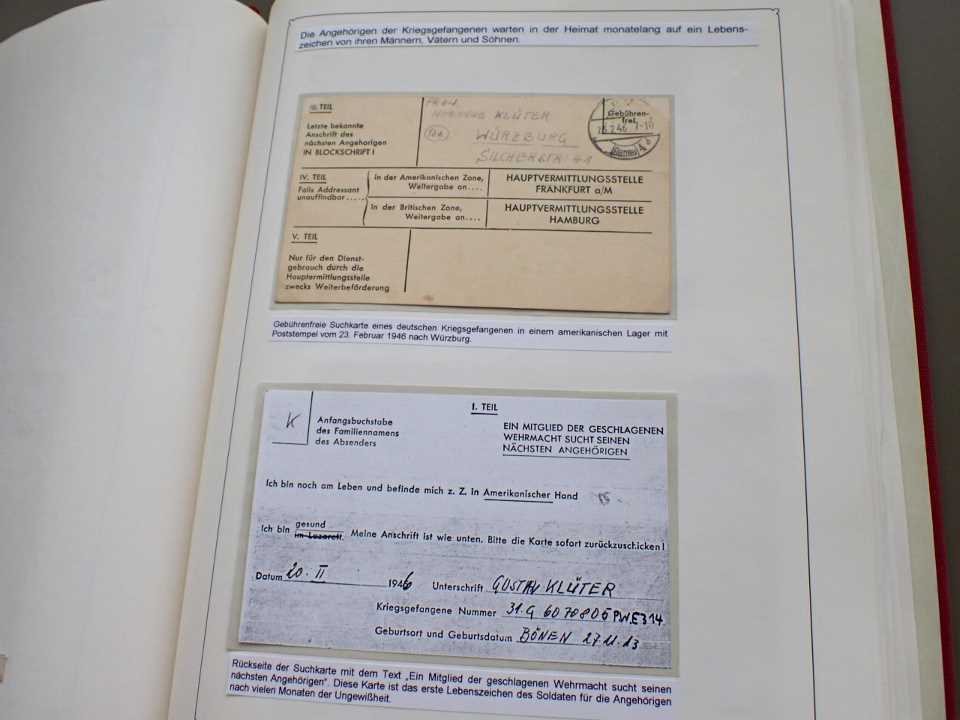 Die Angehörigen der Kriegsgefangenen warten in der Heimat monatelang auf ein Lebens-
zeichen von ihren Männern, Vätern und Söhnen.
III. TEIL
Letzte bekannte
Anschrift des
nächsten Angehörigen
IN BLOCKSCHRIFT!
FRAU
KLÜTER
WÜRZBURG
Gebühren-
frei
IV. TEIL
Falls Addressant
unauffindbar.....
In der Amerikanischen Zone,
Weitergabe an....
HAUPTVERMITTLUNGSSTELLE
FRANKFURT a/M
In der Britischen Zone,
Weitergabe an....
HAUPTVERMITTLUNGSSTELLE
HAMBURG
V. TEIL
Nur für den Dienst-
gebrauch durch die
Hauptermittlungsstelle
zwecks Weiterbeförderung
Gebührenfreie Suchkarte eines deutschen Kriegsgefangenen in einem amerikanischen Lager mit
Poststempel vom 23. Februar 1946 nach Würzburg.
K
Anfangsbuchstabe
des Familiennamens
des Absenders
I. TEIL
EIN MITGLIED DER GESCHLAGENEN
WEHRMACHT SUCHT SEINEN
NÄCHSTEN ANGEHÖRIGEN
Ich bin noch am Leben und befinde mich z. Z. in Amerikanischer Hand
Ich bin gesund im Lazarett. Meine Anschrift ist wie unten. Bitte die Karte sofort zurückzuschicken!
Datum 20. II 1946 Unterschrift GUSTAV KLÜTER
Kriegsgefangene Nummer 31.G 6070806 PWE314
Geburtsort und Geburtsdatum BÖNEN 27.11.13
Rückseite der Suchkarte mit dem Text „Ein Mitglied der geschlagenen Wehrmacht sucht seinen
nächsten Angehörigen". Diese Karte ist das erste Lebenszeichen des Soldaten für die Angehörigen
nach vielen Monaten der Ungewißheit.